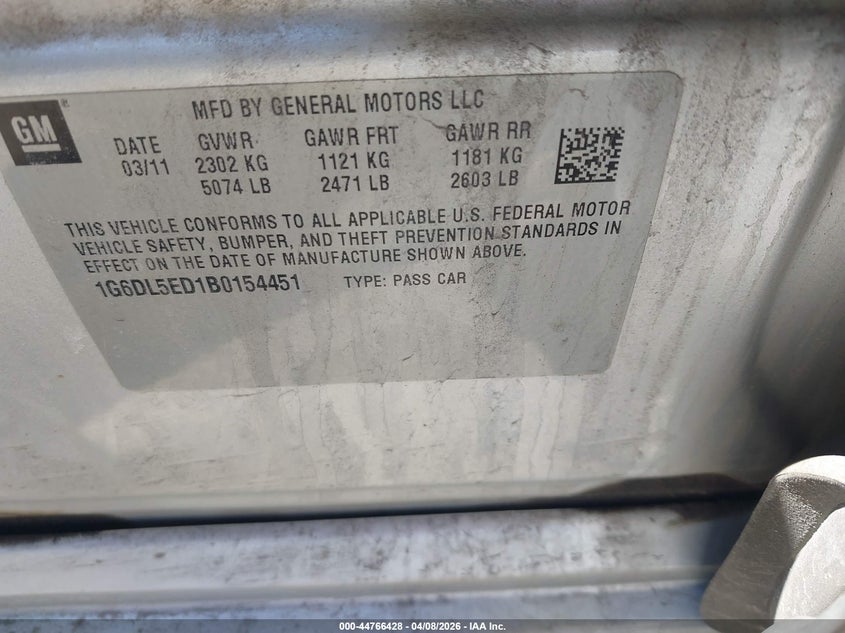 MFD BY GENERAL MOTORS LLC
GM
DATE GVWR GAWR FRT GAWR RR
03/11 2302 KG 1121 KG 1181 KG
5074 LB 2471 LB 2603 LB
THIS VEHICLE CONFORMS TO ALL APPLICABLE U.S. FEDERAL MOTOR
VEHICLE SAFETY, BUMPER, AND THEFT PREVENTION STANDARDS IN
EFFECT ON THE DATE OF MANUFACTURE SHOWN ABOVE.
1G6DL5ED1B0154451 TYPE: PASS CAR
000-44766428 - 04/08/2026 - IAA Inc.